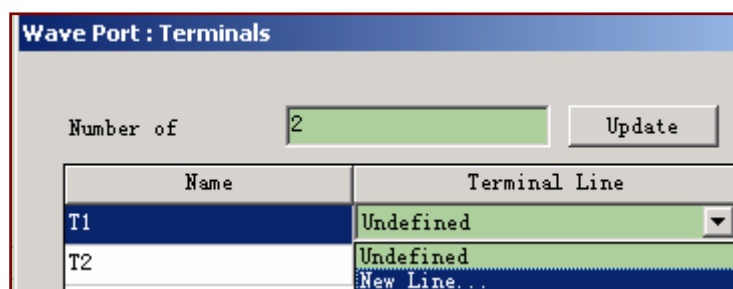 Wave Port : Terminals
Number of 2 Update
Name Terminal Line
T1 Undefined
T2 Undefined
New Line...